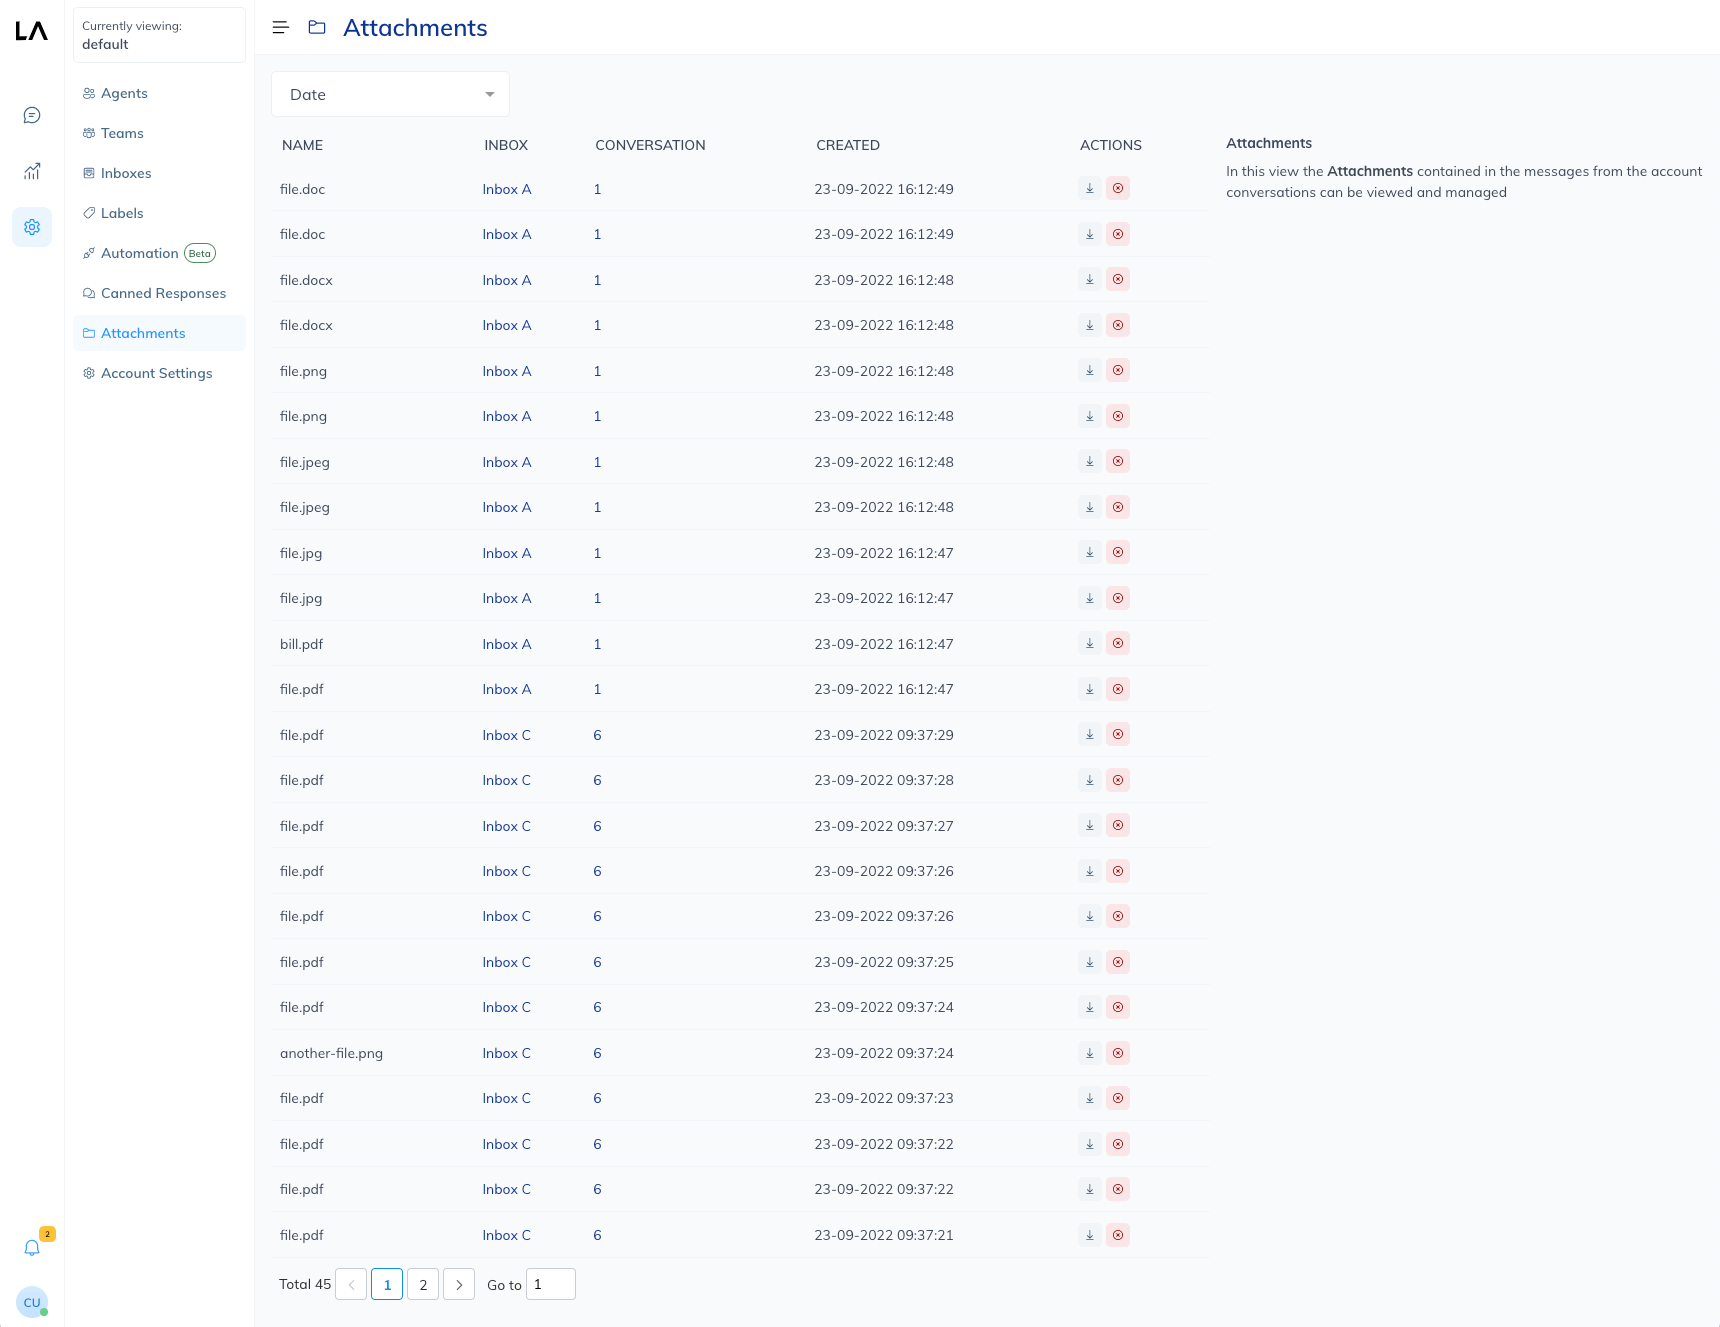 LA
Currently viewing:
default
Agents
Teams
Inboxes
Labels
Automation Beta
Canned Responses
Attachments
Account Settings
2
CU
Attachments
Date
NAME INBOX CONVERSATION CREATED ACTIONS
file.doc Inbox A 1 23-09-2022 16:12:49
file.doc Inbox A 1 23-09-2022 16:12:49
file.docx Inbox A 1 23-09-2022 16:12:48
file.docx Inbox A 1 23-09-2022 16:12:48
file.png Inbox A 1 23-09-2022 16:12:48
file.png Inbox A 1 23-09-2022 16:12:48
file.jpeg Inbox A 1 23-09-2022 16:12:48
file.jpeg Inbox A 1 23-09-2022 16:12:48
file.jpg Inbox A 1 23-09-2022 16:12:47
file.jpg Inbox A 1 23-09-2022 16:12:47
bill.pdf Inbox A 1 23-09-2022 16:12:47
file.pdf Inbox A 1 23-09-2022 16:12:47
file.pdf Inbox C 6 23-09-2022 09:37:29
file.pdf Inbox C 6 23-09-2022 09:37:28
file.pdf Inbox C 6 23-09-2022 09:37:27
file.pdf Inbox C 6 23-09-2022 09:37:26
file.pdf Inbox C 6 23-09-2022 09:37:26
file.pdf Inbox C 6 23-09-2022 09:37:25
file.pdf Inbox C 6 23-09-2022 09:37:24
another-file.png Inbox C 6 23-09-2022 09:37:24
file.pdf Inbox C 6 23-09-2022 09:37:23
file.pdf Inbox C 6 23-09-2022 09:37:22
file.pdf Inbox C 6 23-09-2022 09:37:22
file.pdf Inbox C 6 23-09-2022 09:37:21
Total 45 1 2 Go to 1
Attachments
In this view the Attachments contained in the messages from the account
conversations can be viewed and managed